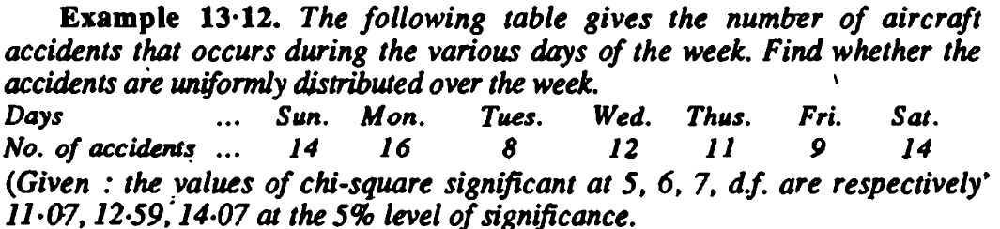 Example 13·12. The following table gives the number of aircraft
accidents that occurs during the various days of the week. Find whether the
accidents are uniformly distributed over the week.
Days ... Sun. Mon. Tues. Wed. Thus. Fri. Sat.
No. of accidents ... 14 16 8 12 11 9 14
(Given : the values of chi-square significant at 5, 6, 7, d.f. are respectively
11·07, 12·59, 14·07 at the 5% level of significance.